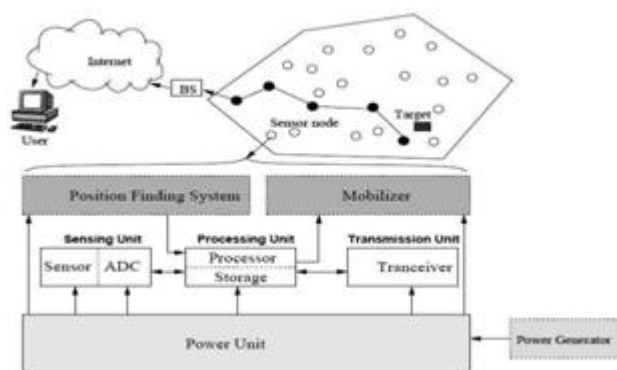 Internet
BS
Sensor node
Target
User
Position Finding System
Mobilizer
Sensing Unit
Processing Unit
Transmission Unit
Sensor
ADC
Processor
Storage
Tranceiver
Power Unit
Power Generator